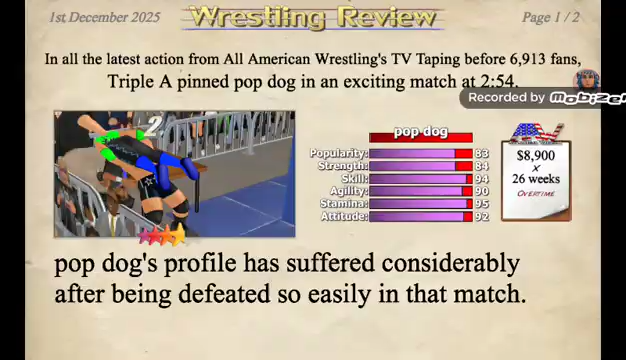 1st December 2025
Wrestling Review
Page 1 / 2
In all the latest action from All American Wrestling's TV Taping before 6,913 fans,
Triple A pinned pop dog in an exciting match at 2:54.
Recorded by
2
pop dog
Popularity: 83
Strength: 84
Skill: 94
Agility: 90
Stamina: 95
Attitude: 92
$8,900
x
26 weeks
OVERTIME
pop dog's profile has suffered considerably
after being defeated so easily in that match.